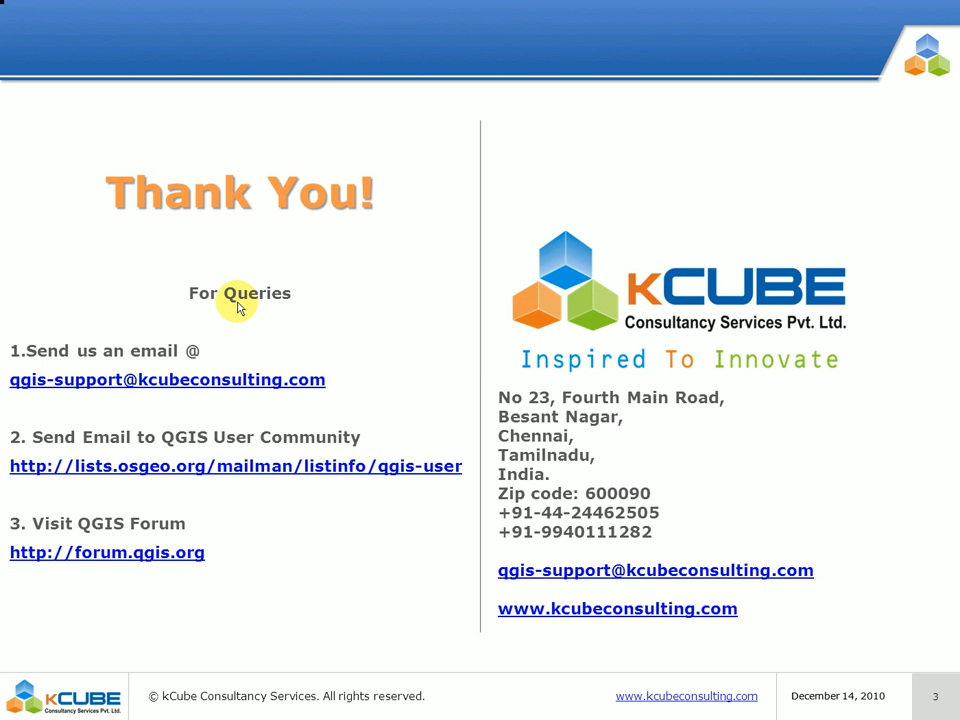 Thank You!
For Queries
1.Send us an email @
qgis-support@kcubeconsulting.com
2. Send Email to QGIS User Community
http://lists.osgeo.org/mailman/listinfo/qgis-user
3. Visit QGIS Forum
http://forum.qgis.org
KCUBE
Consultancy Services Pvt. Ltd.
Inspired To Innovate
No 23, Fourth Main Road,
Besant Nagar,
Chennai,
Tamilnadu,
India.
Zip code: 600090
+91-44-24462505
+91-9940111282
qgis-support@kcubeconsulting.com
www.kcubeconsulting.com
KCUBE
Consultancy Services Pvt. Ltd.
© kCube Consultancy Services. All rights reserved.
www.kcubeconsulting.com
December 14, 2010
3